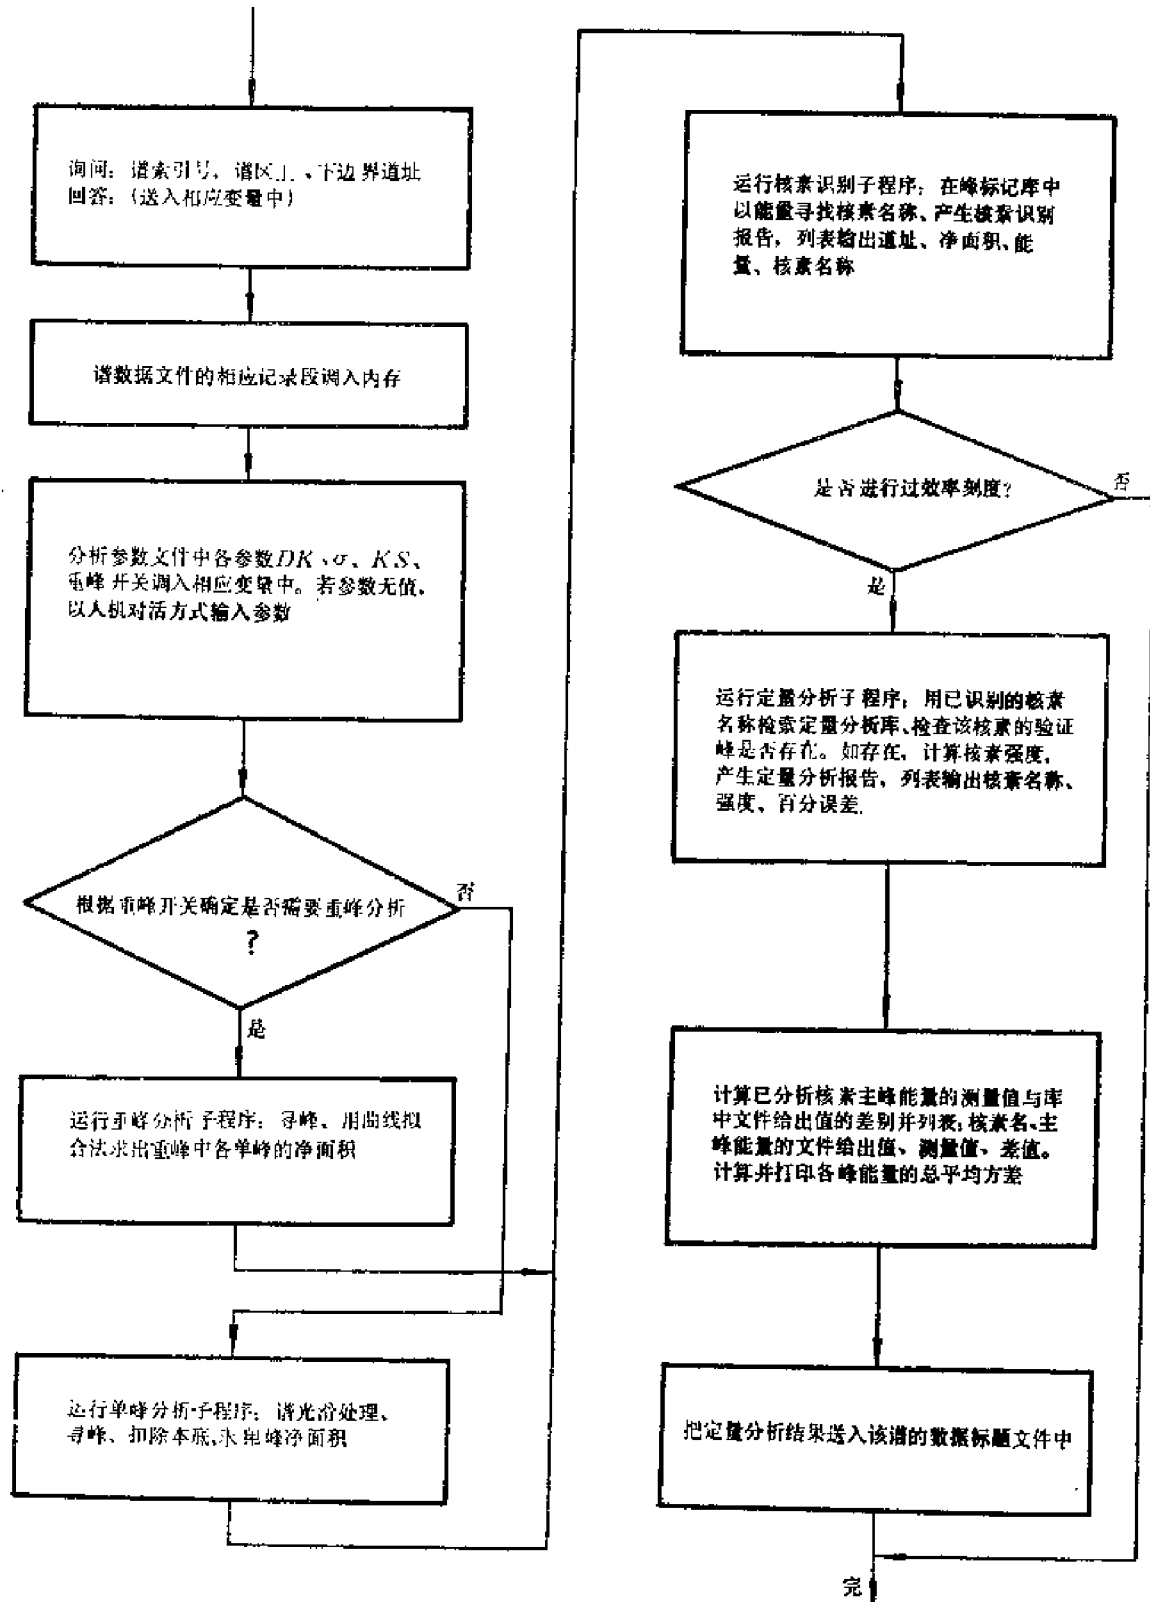 询问：谱索引号，谱区上、下边界道址
回答：（送入相应变量中）
谱数据文件的相应记录段调入内存
分析参数文件中各参数DK、σ、KS、
重峰开关调入相应变量中。若参数无值，
以人机对活方式输入参数
根据重峰开关确定是否需要重峰分析
?
否
是
运行重峰分析子程序：寻峰、用曲线拟
合法求出重峰中各单峰的净面积
运行单峰分析子程序：谱光滑处理、
寻峰、扣除本底,求出峰净面积
运行核素识别子程序：在峰标记库中
以能量寻找核素名称、产生核素识别
报告，列表输出道址、净面积、能
量、核素名称
是否进行过效率刻度?
否
是
运行定量分析子程序：用已识别的核素
名称检索定量分析库、检查该核素的验证
峰是否存在。如存在，计算核素强度，
产生定量分析报告，列表输出核素名称、
强度、百分误差.
计算已分析核素主峰能量的测量值与库
中文件给出值的差别并列表：核素名、主
峰能量的文件给出值、测量值、差值。
计算并打印各峰能量的总平均方差
把定量分析结果送入该谱的数据标题文件中
完